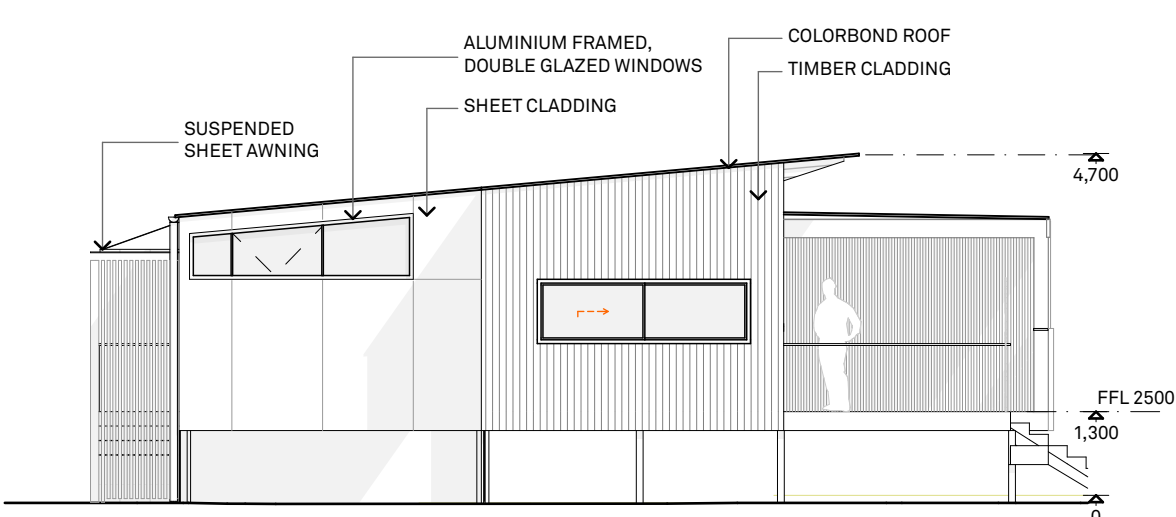 ALUMINIUM FRAMED,
DOUBLE GLAZED WINDOWS
COLORBOND ROOF
TIMBER CLADDING
SHEET CLADDING
SUSPENDED
SHEET AWNING
4,700
FFL 2500
1,300
0